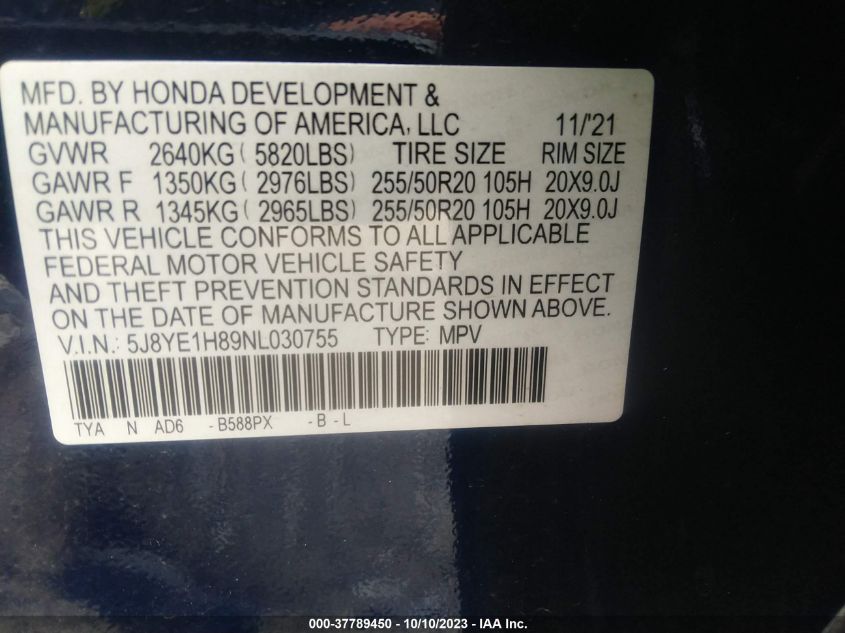 MFD. BY HONDA DEVELOPMENT &
MANUFACTURING OF AMERICA, LLC 11/'21
GVWR 2640KG ( 5820LBS) TIRE SIZE RIM SIZE
GAWR F 1350KG ( 2976LBS) 255/50R20 105H 20X9.0J
GAWR R 1345KG ( 2965LBS) 255/50R20 105H 20X9.0J
THIS VEHICLE CONFORMS TO ALL APPLICABLE
FEDERAL MOTOR VEHICLE SAFETY
AND THEFT PREVENTION STANDARDS IN EFFECT
ON THE DATE OF MANUFACTURE SHOWN ABOVE.
V.I.N.: 5J8YE1H89NL030755 TYPE: MPV
TYA N AD6 - B588PX - B - L
000-37789450 - 10/10/2023 - IAA Inc.